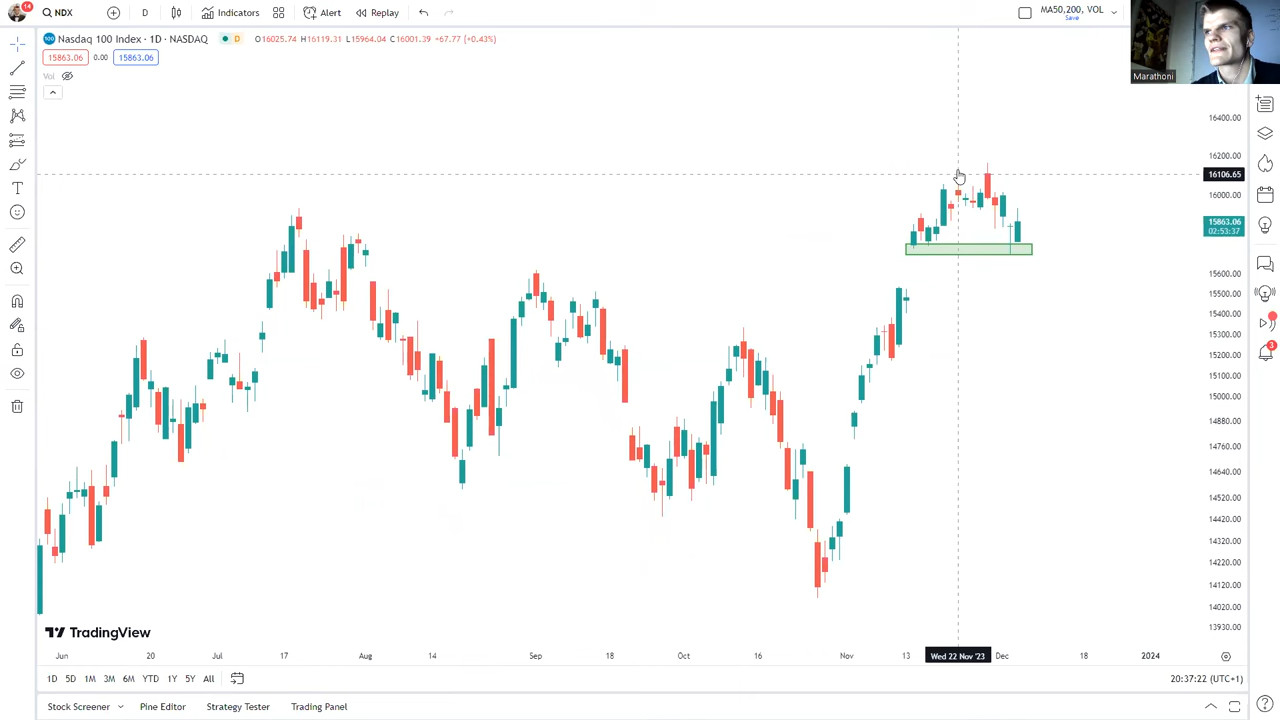 14
NDX
D
Indicators
Alert
Replay
MA50,200, VOL
Save
Nasdaq 100 Index · 1D · NASDAQ
D
O16025.74 H16119.31 L15964.04 C16001.39 +67.77 (+0.43%)
15863.06 0.00 15863.06
Vol
Marathoni
16400.00
16200.00
16106.65
16000.00
15863.06
02:53:37
15600.00
15500.00
15400.00
15300.00
15200.00
15100.00
15000.00
14880.00
14760.00
14640.00
14520.00
14420.00
14320.00
14220.00
14120.00
14020.00
13930.00
3
TradingView
Jun 20 Jul 17 Aug 14 Sep 18 Oct 16 Nov 13 Wed 22 Nov '23 Dec 18 2024
1D 5D 1M 3M 6M YTD 1Y 5Y All
20:37:22 (UTC+1)
Stock Screener Pine Editor Strategy Tester Trading Panel